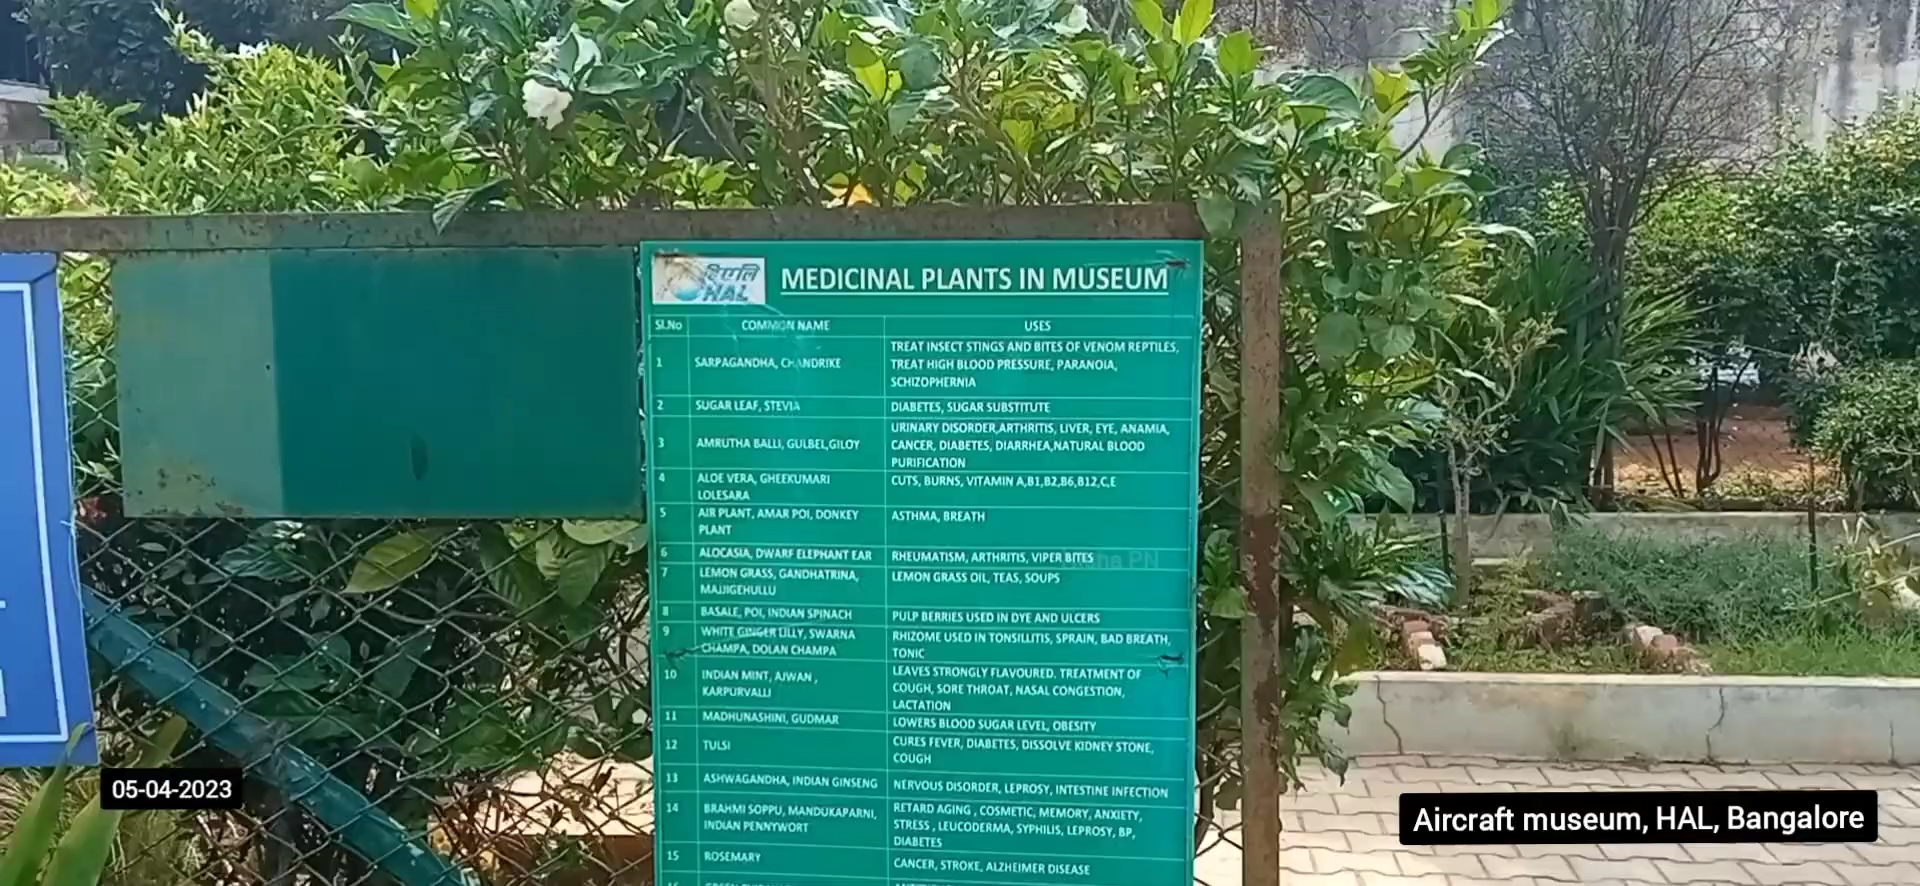 हिएएलि
HAL
MEDICINAL PLANTS IN MUSEUM
Sl.No COMMON NAME USES
1 SARPAGANDHA, CHANDRIKE TREAT INSECT STINGS AND BITES OF VENOM REPTILES,
TREAT HIGH BLOOD PRESSURE, PARANOIA,
SCHIZOPHERNIA
2 SUGAR LEAF, STEVIA DIABETES, SUGAR SUBSTITUTE
3 AMRUTHA BALLI, GULBEL,GILOY URINARY DISORDER,ARTHRITIS, LIVER, EYE, ANAMIA,
CANCER, DIABETES, DIARRHEA,NATURAL BLOOD
PURIFICATION
4 ALOE VERA, GHEEKUMARI CUTS, BURNS, VITAMIN A,B1,B2,B6,B12,C,E
LOLESARA
5 AIR PLANT, AMAR POI, DONKEY ASTHMA, BREATH
PLANT
6 ALOCASIA, DWARF ELEPHANT EAR RHEUMATISM, ARTHRITIS, VIPER BITES
7 LEMON GRASS, GANDHATRINA, LEMON GRASS OIL, TEAS, SOUPS
MAJJIGEHULLU
8 BASALE, POI, INDIAN SPINACH PULP BERRIES USED IN DYE AND ULCERS
9 WHITE GINGER LILLY, SWARNA RHIZOME USED IN TONSILLITIS, SPRAIN, BAD BREATH,
CHAMPA, DOLAN CHAMPA TONIC
10 INDIAN MINT, AJWAN , LEAVES STRONGLY FLAVOURED. TREATMENT OF
KARPURVALLI COUGH, SORE THROAT, NASAL CONGESTION,
LACTATION
11 MADHUNASHINI, GUDMAR LOWERS BLOOD SUGAR LEVEL, OBESITY
12 TULSI CURES FEVER, DIABETES, DISSOLVE KIDNEY STONE,
COUGH
13 ASHWAGANDHA, INDIAN GINSENG NERVOUS DISORDER, LEPROSY, INTESTINE INFECTION
14 BRAHMI SOPPU, MANDUKAPARNI, RETARD AGING , COSMETIC, MEMORY, ANXIETY,
INDIAN PENNYWORT STRESS , LEUCODERMA, SYPHILIS, LEPROSY, BP,
DIABETES
15 ROSEMARY CANCER, STROKE, ALZHEIMER DISEASE
05-04-2023
Aircraft museum, HAL, Bangalore